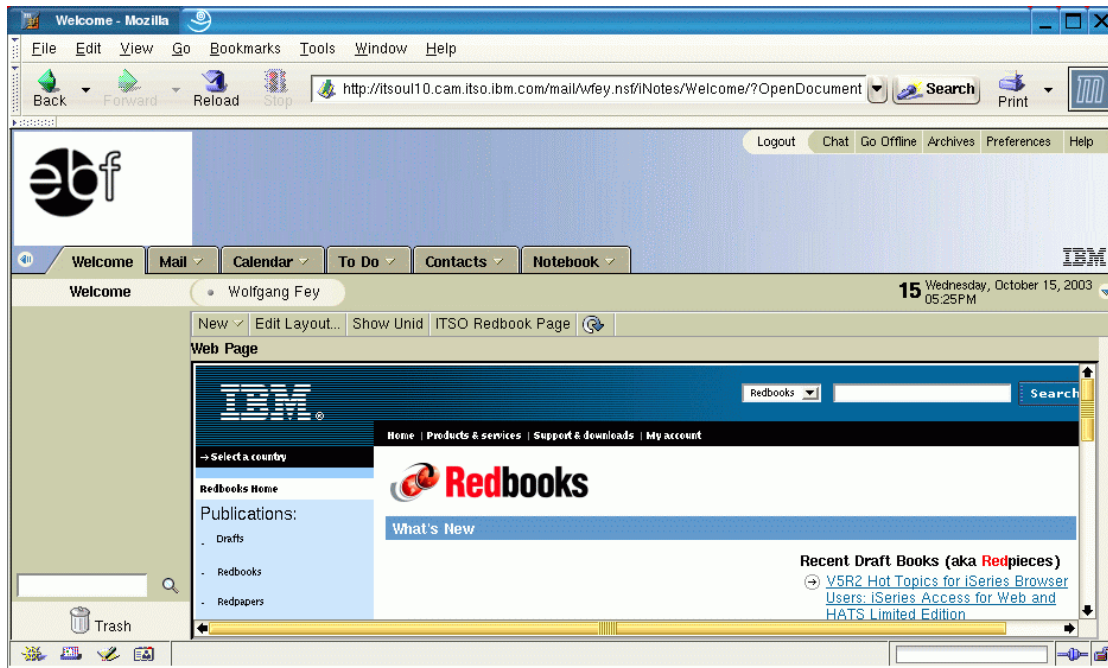 Welcome - Mozilla
File Edit View Go Bookmarks Tools Window Help
Back Forward Reload Stop http://itsoul10.cam.itso.ibm.com/mail/wfey.nsf/iNotes/Welcome/?OpenDocument Search Print
Logout Chat Go Offline Archives Preferences Help
ebf
Welcome Mail Calendar To Do Contacts Notebook IBM
Welcome Wolfgang Fey 15 Wednesday, October 15, 2003
05:25PM
New Edit Layout... Show Unid ITSO Redbook Page
Web Page
IBM® Redbooks Search
Home | Products & services | Support & downloads | My account
→ Select a country
Redbooks
Redbooks Home
Publications:
What's New
- Drafts
Recent Draft Books (aka Redpieces)
- Redbooks
V5R2 Hot Topics for iSeries Browser
Users: iSeries Access for Web and
- Redpapers
HATS Limited Edition
Trash